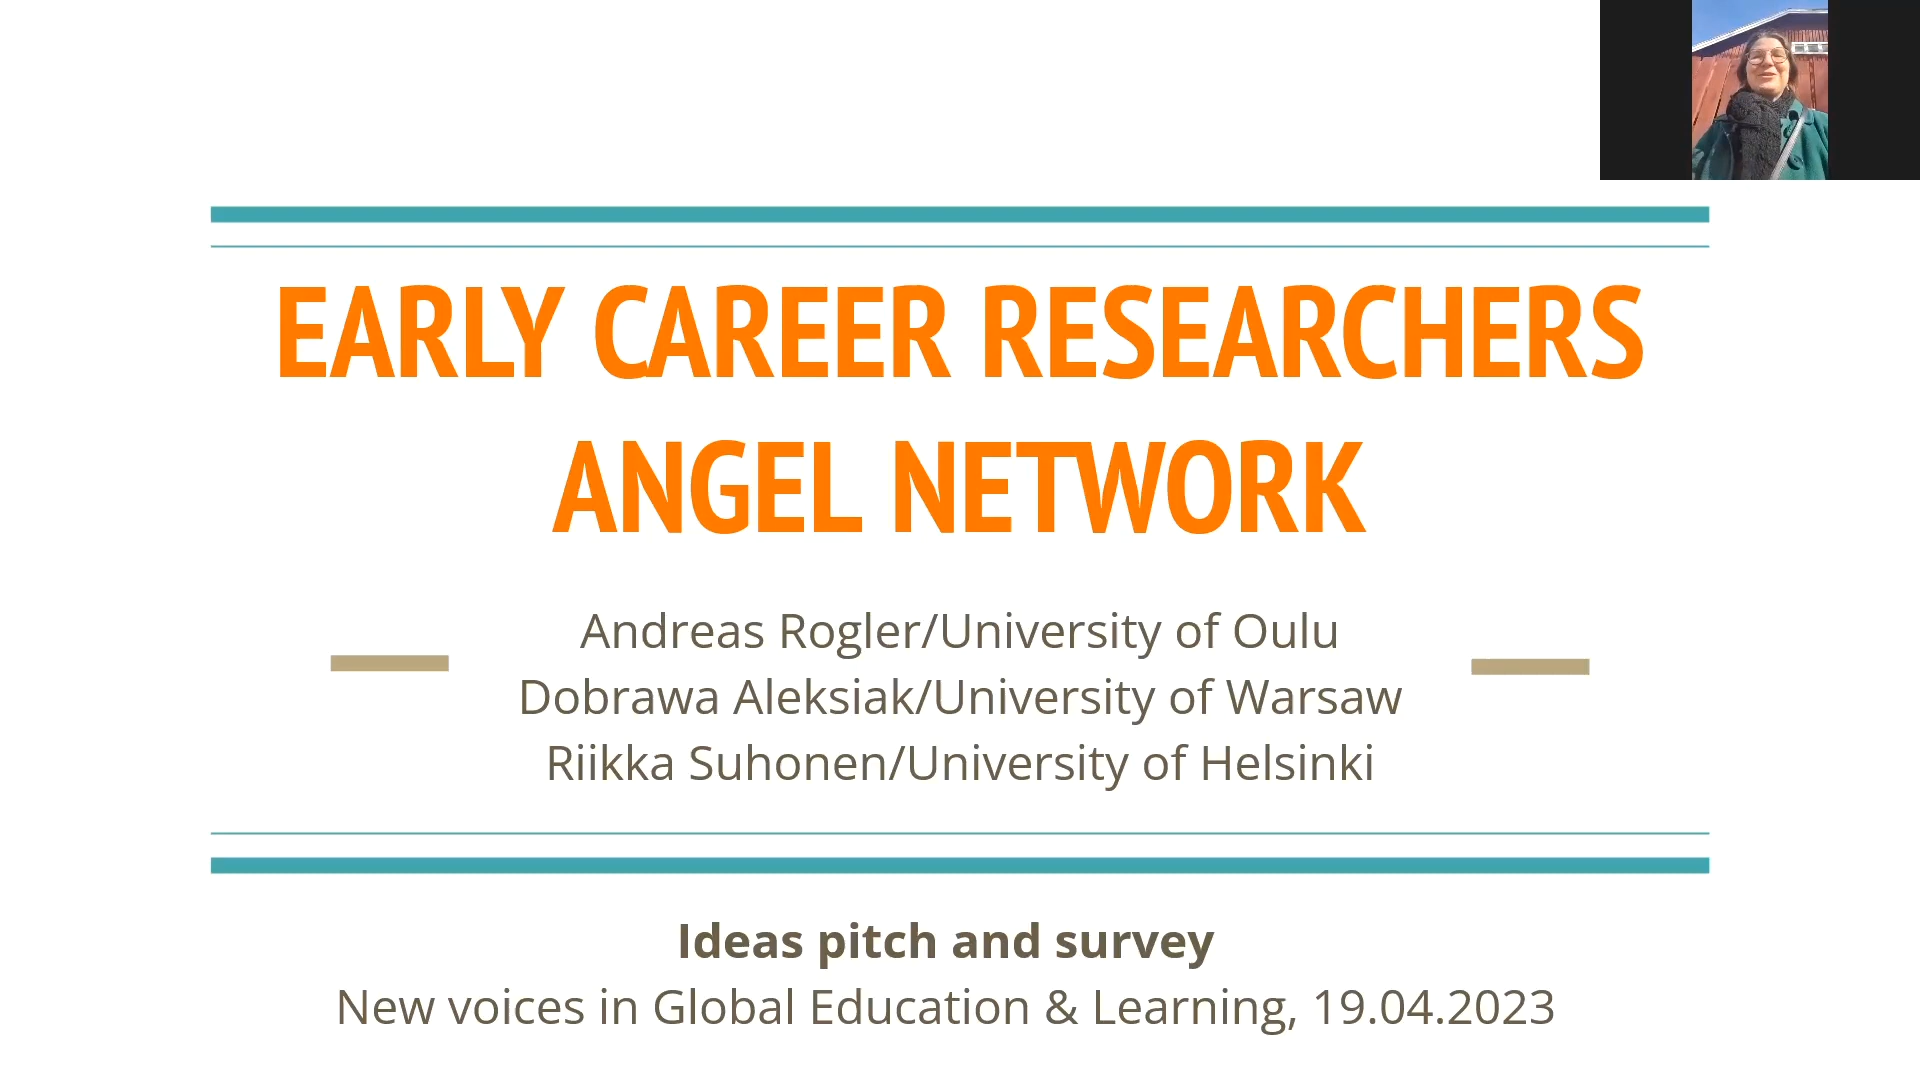 EARLY CAREER RESEARCHERS
ANGEL NETWORK
Andreas Rogler/University of Oulu
Dobrawa Aleksiak/University of Warsaw
Riikka Suhonen/University of Helsinki
Ideas pitch and survey
New voices in Global Education & Learning, 19.04.2023